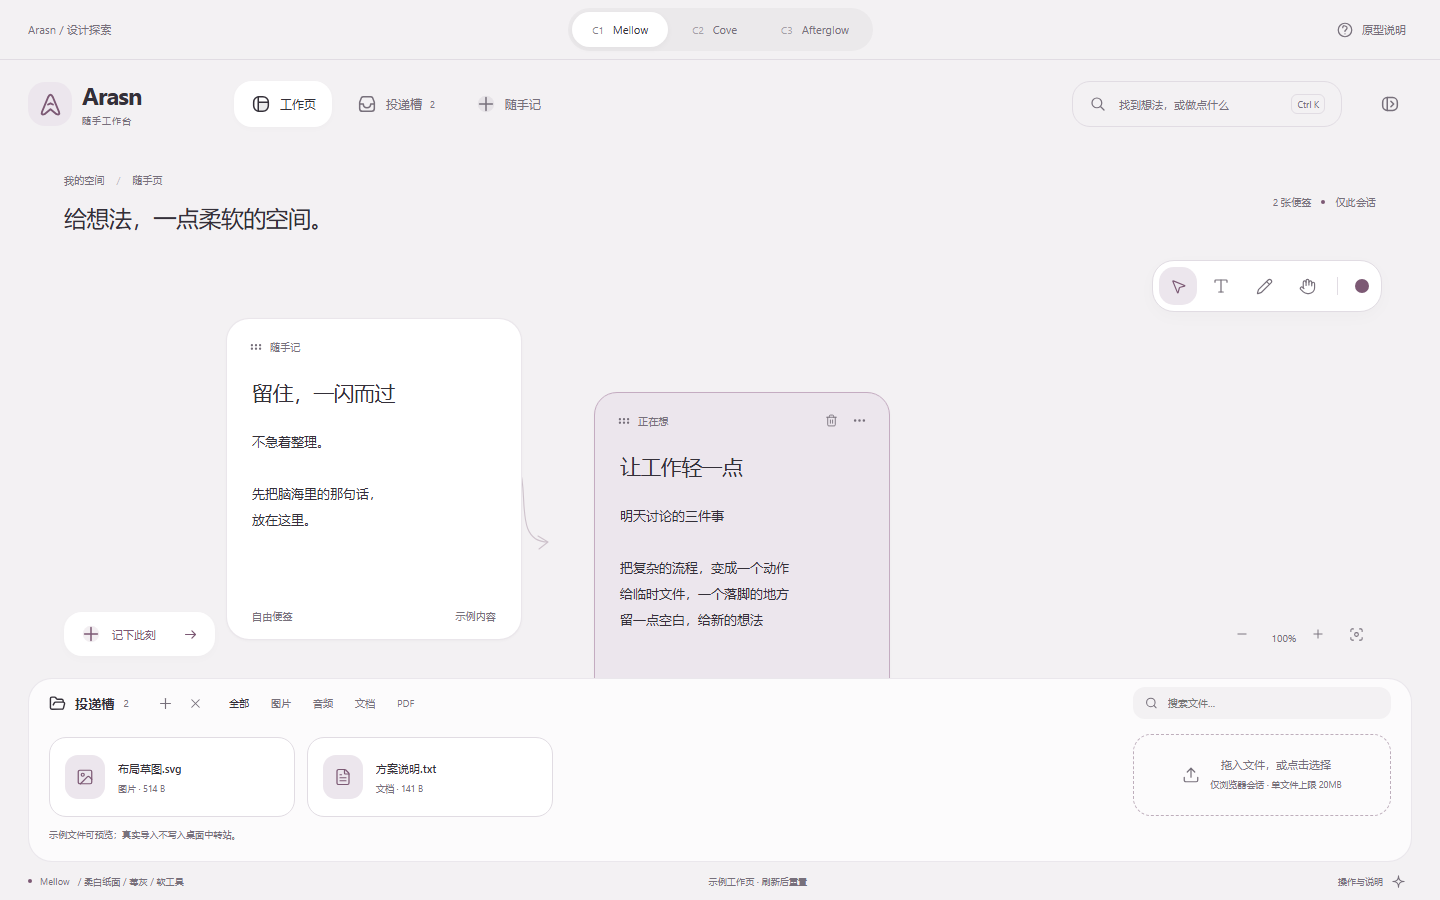 Arasn / 设计探索
C1 Mellow
C2 Cove
C3 Afterglow
原型说明
Arasn
随手工作台
工作页
投递槽 2
随手记
找到想法，或做点什么
Ctrl K
我的空间 / 随手页
给想法，一点柔软的空间。
2 张便签 • 仅此会话
随手记
留住，一闪而过
不急着整理。
先把脑海里的那句话，
放在这里。
自由便签
示例内容
正在想
让工作轻一点
明天讨论的三件事
把复杂的流程，变成一个动作
给临时文件，一个落脚的地方
留一点空白，给新的想法
记下此刻
100%
投递槽 2
全部
图片
音频
文档
PDF
搜索文件...
布局草图.svg
图片 · 514 B
方案说明.txt
文档 · 141 B
拖入文件，或点击选择
仅浏览器会话 · 单文件上限 20MB
示例文件可预览；真实导入不写入桌面中转站。
Mellow / 柔白纸面 / 莓灰 / 软工具
示例工作页 · 刷新后重置
操作与说明